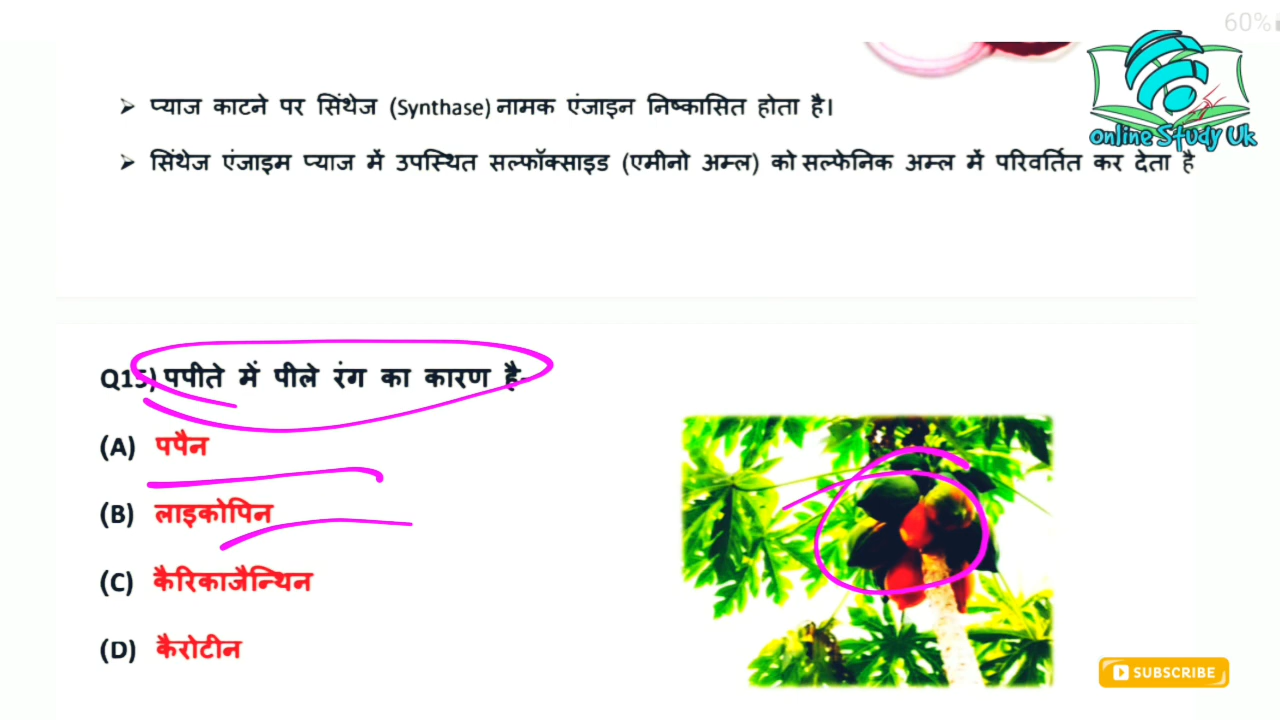 60%
➢ प्याज काटने पर सिंथेज (Synthase) नामक एंजाइन निष्कासित होता है।
➢ सिंथेज एंजाइम प्याज में उपस्थित सल्फॉक्साइड (एमीनो अम्ल) को सल्फेनिक अम्ल में परिवर्तित कर देता है
Online Study Uk
Q15) पपीते में पीले रंग का कारण है-
(A) पपैन
(B) लाइकोपिन
(C) कैरिकाजैन्थिन
(D) कैरोटीन
SUBSCRIBE